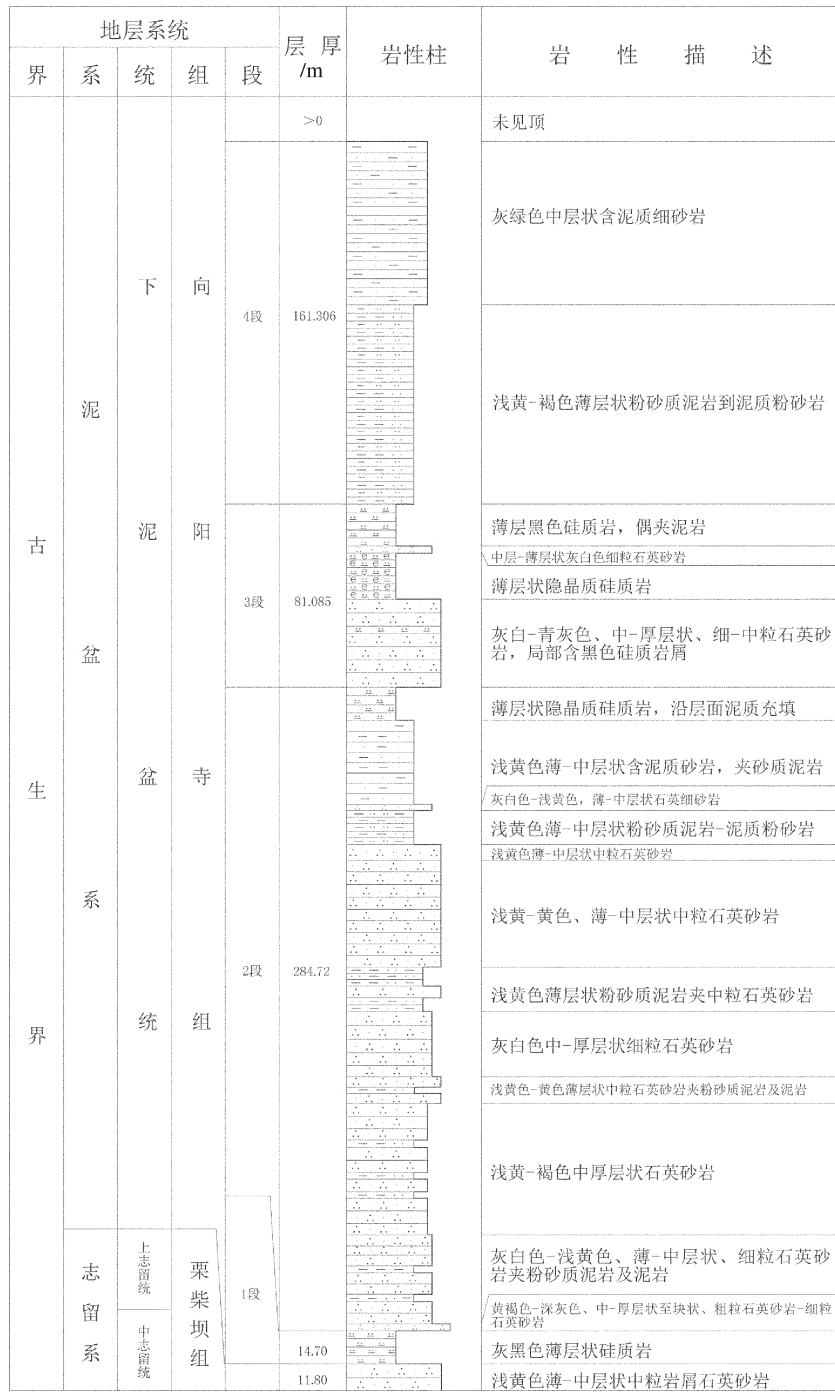 地层系统
层厚
/m
岩性柱
岩性描述
界
系
统
组
段
古生界
泥盆系
下泥盆统
向阳寺组
>0
未见顶
4段
161.306
灰绿色中层状含泥质细砂岩
浅黄-褐色薄层状粉砂质泥岩到泥质粉砂岩
3段
81.085
薄层黑色硅质岩，偶夹泥岩
中层-薄层状灰白色细粒石英砂岩
薄层状隐晶质硅质岩
灰白-青灰色、中-厚层状、细-中粒石英砂
岩，局部含黑色硅质岩屑
2段
284.72
薄层状隐晶质硅质岩，沿层面泥质充填
浅黄色薄-中层状含泥质砂岩，夹砂质泥岩
灰白色-浅黄色，薄-中层状石英细砂岩
浅黄色薄-中层状粉砂质泥岩-泥质粉砂岩
浅黄色薄-中层状中粒石英砂岩
浅黄-黄色、薄-中层状中粒石英砂岩
浅黄色薄层状粉砂质泥岩夹中粒石英砂岩
灰白色中-厚层状细粒石英砂岩
浅黄色-黄色薄层状中粒石英砂岩夹粉砂质泥岩及泥岩
浅黄-褐色中厚层状石英砂岩
1段
灰白色-浅黄色、薄-中层状、细粒石英砂
岩夹粉砂质泥岩及泥岩
黄褐色-深灰色、中-厚层状至块状、粗粒石英砂岩-细粒
石英砂岩
志留系
上志留统
中志留统
栗柴坝组
14.70
灰黑色薄层状硅质岩
11.80
浅黄色薄-中层状中粒岩屑石英砂岩